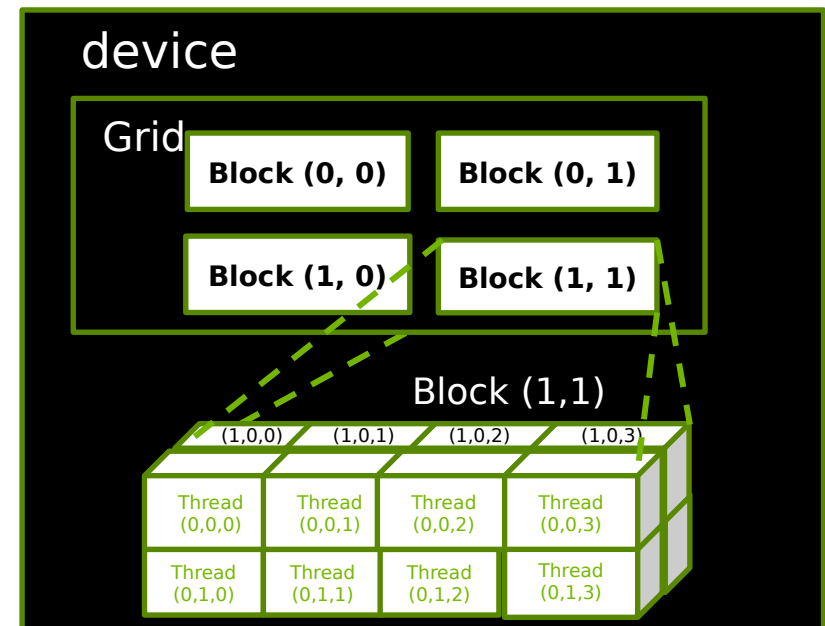 device
Grid
Block (0, 0) Block (0, 1)
Block (1, 0) Block (1, 1)
Block (1,1)
(1,0,0) (1,0,1) (1,0,2) (1,0,3)
Thread Thread Thread Thread
(0,0,0) (0,0,1) (0,0,2) (0,0,3)
Thread Thread Thread Thread
(0,1,0) (0,1,1) (0,1,2) (0,1,3)